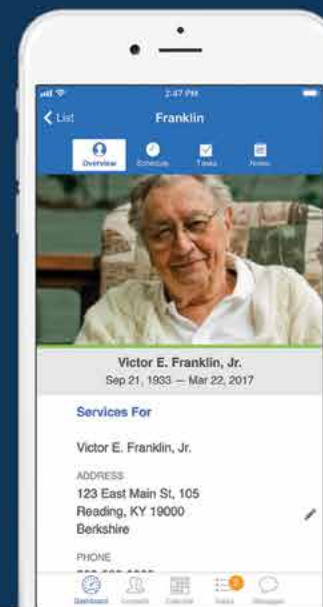 2:47 PM
List
Franklin
Overview
Schedule
Tasks
Notes
Victor E. Franklin, Jr.
Sep 21, 1933 — Mar 22, 2017
Services For
Victor E. Franklin, Jr.
ADDRESS
123 East Main St, 105
Reading, KY 19000
Berkshire
PHONE
Dashboard
Contacts
Calendar
Tasks
Messages